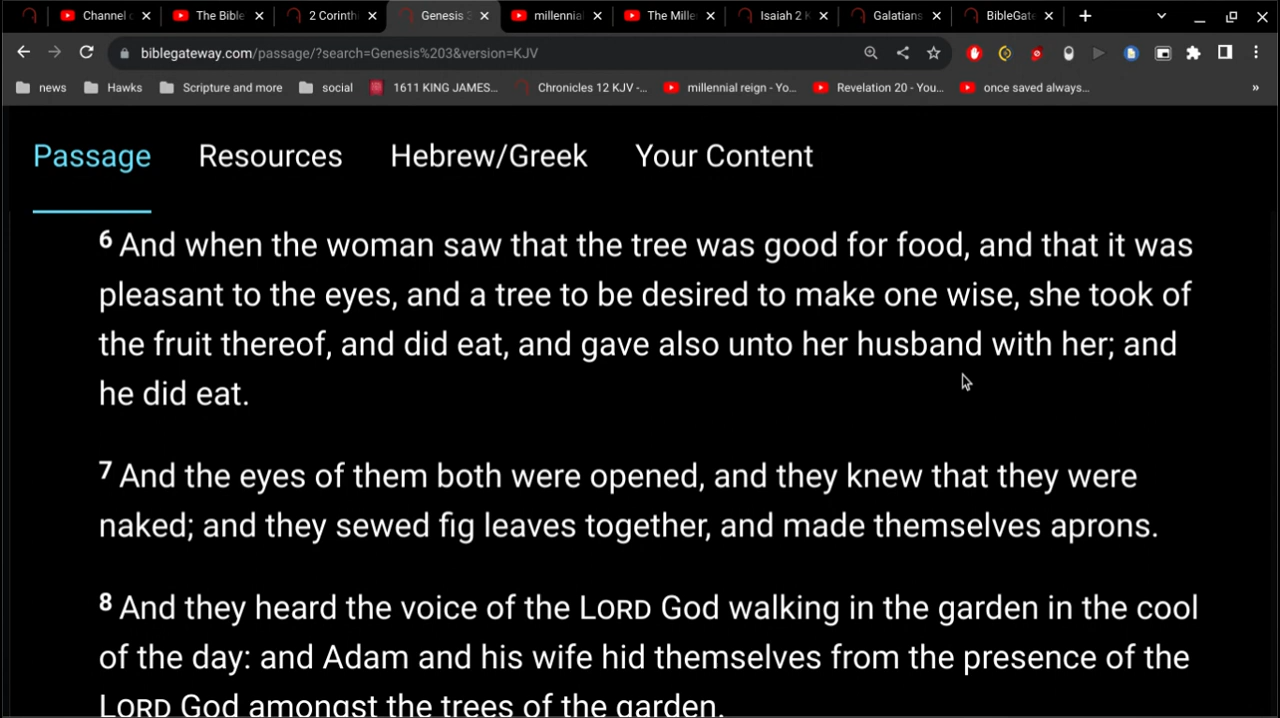 Channel c
The Bible
2 Corinth
Genesis 3
millennia
The Mille
Isaiah 2 K
Galatians
BibleGate
biblegateway.com/passage/?search=Genesis%203&version=KJV
news
Hawks
Scripture and more
social
1611 KING JAMES...
Chronicles 12 KJV -...
millennial reign - Yo...
Revelation 20 - You...
once saved always...
»
Passage
Resources
Hebrew/Greek
Your Content
6 And when the woman saw that the tree was good for food, and that it was
pleasant to the eyes, and a tree to be desired to make one wise, she took of
the fruit thereof, and did eat, and gave also unto her husband with her; and
he did eat.
7 And the eyes of them both were opened, and they knew that they were
naked; and they sewed fig leaves together, and made themselves aprons.
8 And they heard the voice of the LORD God walking in the garden in the cool
of the day: and Adam and his wife hid themselves from the presence of the
LORD God amongst the trees of the garden.